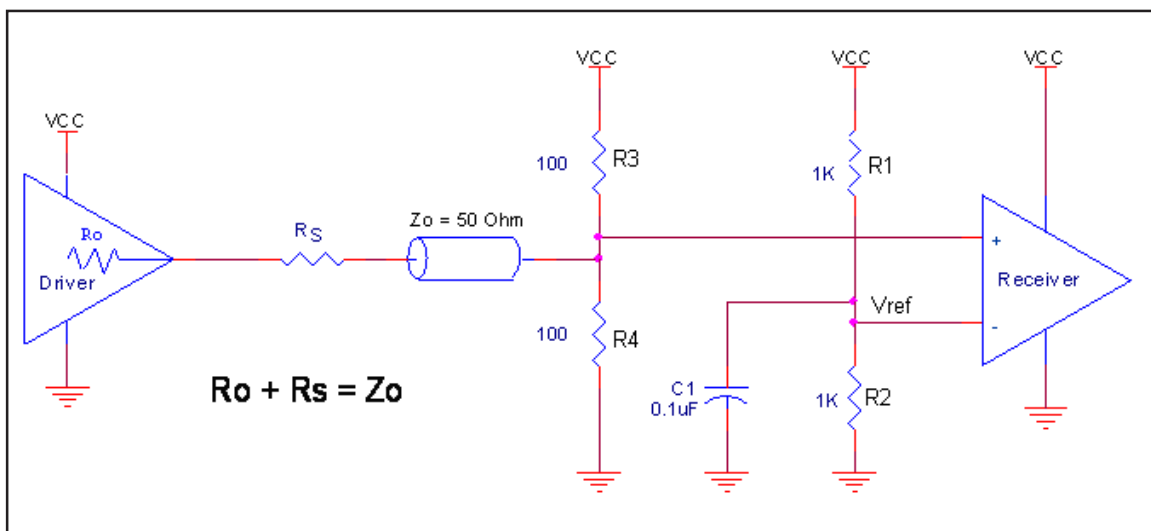 VCC
VCC
VCC
VCC
100
R3
1K
R1
Ro
Driver
RS
Zo = 50 Ohm
+
Receiver
-
Vref
100
R4
C1
0.1uF
1K
R2
Ro + Rs = Zo